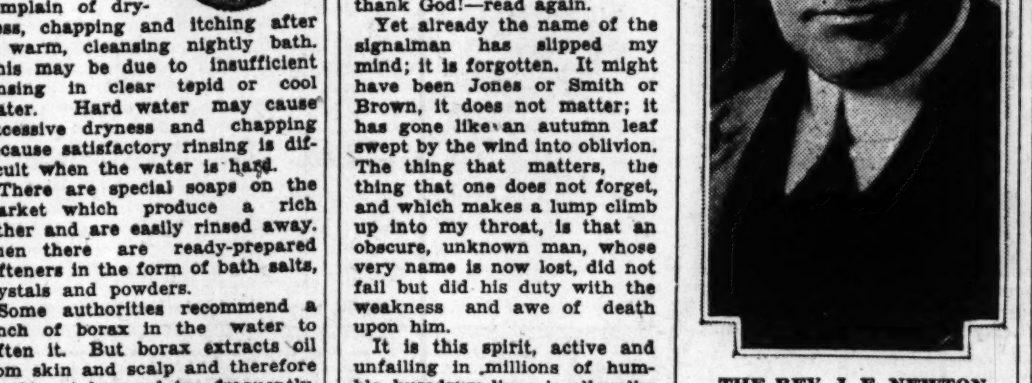 mplain of dry-
ess, chapping and itching after
warm, cleansing nightly bath.
his may be due to insufficient
nsing in clear tepid or cool
ater. Hard water may cause
xcessive dryness and chapping
ecause satisfactory rinsing is dif-
cult when the water is hard.
There are special soaps on the
arket which produce a rich
ther and are easily rinsed away.
hen there are ready-prepared
fteners in the form of bath salts,
ystals and powders.
Some authorities recommend a
nch of borax in the water to
ften it. But borax extracts oil
om skin and scalp and therefore
thank God!—read again.
Yet already the name of the
signalman has slipped my
mind; it is forgotten. It might
have been Jones or Smith or
Brown, it does not matter; it
has gone like an autumn leaf
swept by the wind into oblivion.
The thing that matters, the
thing that one does not forget,
and which makes a lump climb
up into my throat, is that an
obscure, unknown man, whose
very name is now lost, did not
fail but did his duty with the
weakness and awe of death
upon him.
It is this spirit, active and
unfailing in millions of hum-
THE REV. J. E. NEWTON